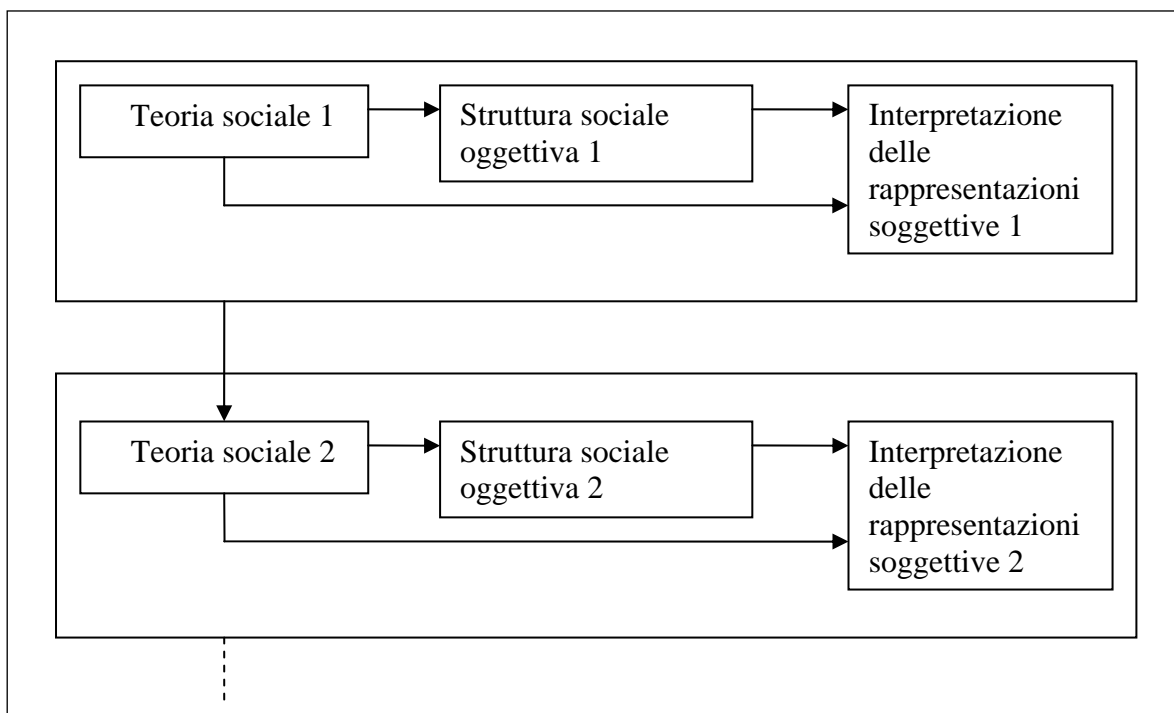 Teoria sociale 1
Struttura sociale
oggettiva 1
Interpretazione
delle
rappresentazioni
soggettive 1
Teoria sociale 2
Struttura sociale
oggettiva 2
Interpretazione
delle
rappresentazioni
soggettive 2